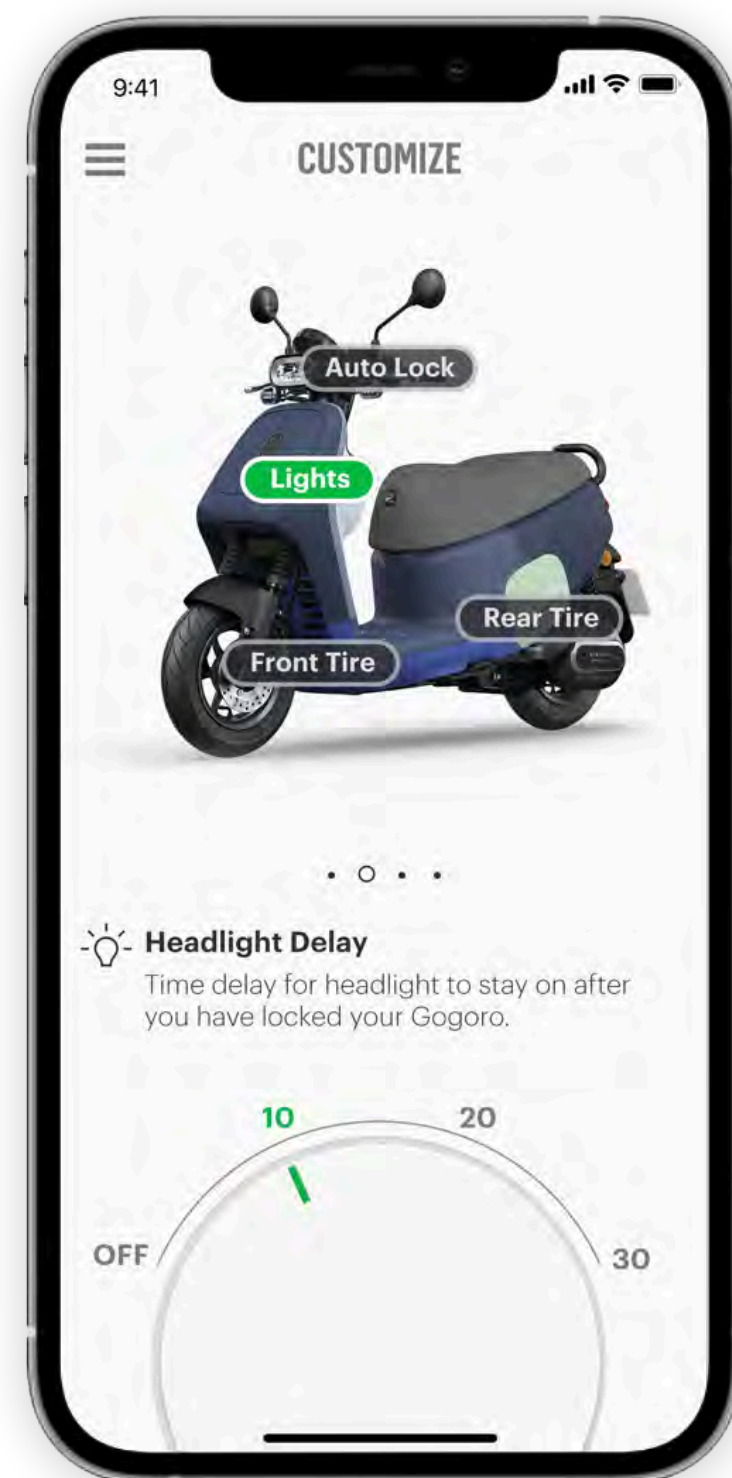 9:41
CUSTOMIZE
Auto Lock
Lights
Rear Tire
Front Tire
Headlight Delay
Time delay for headlight to stay on after
you have locked your Gogoro.
10
20
OFF
30